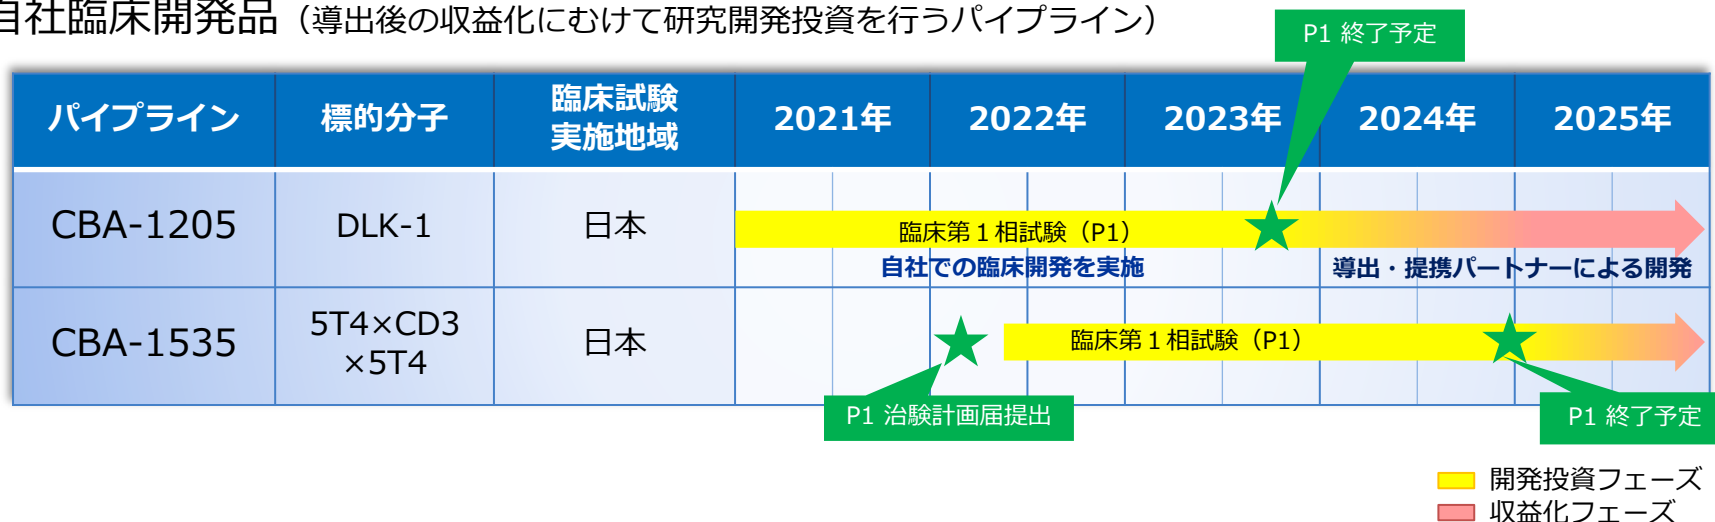 自社臨床開発品（導出後の収益化にむけて研究開発投資を行うパイプライン）
P1 終了予定
パイプライン
標的分子
臨床試験
実施地域
2021年
2022年
2023年
2024年
2025年
CBA-1205
DLK-1
日本
臨床第１相試験（P1）
自社での臨床開発を実施
導出・提携パートナーによる開発
CBA-1535
5T4×CD3
×5T4
日本
臨床第１相試験（P1）
P1 治験計画届提出
P1 終了予定
開発投資フェーズ
収益化フェーズ